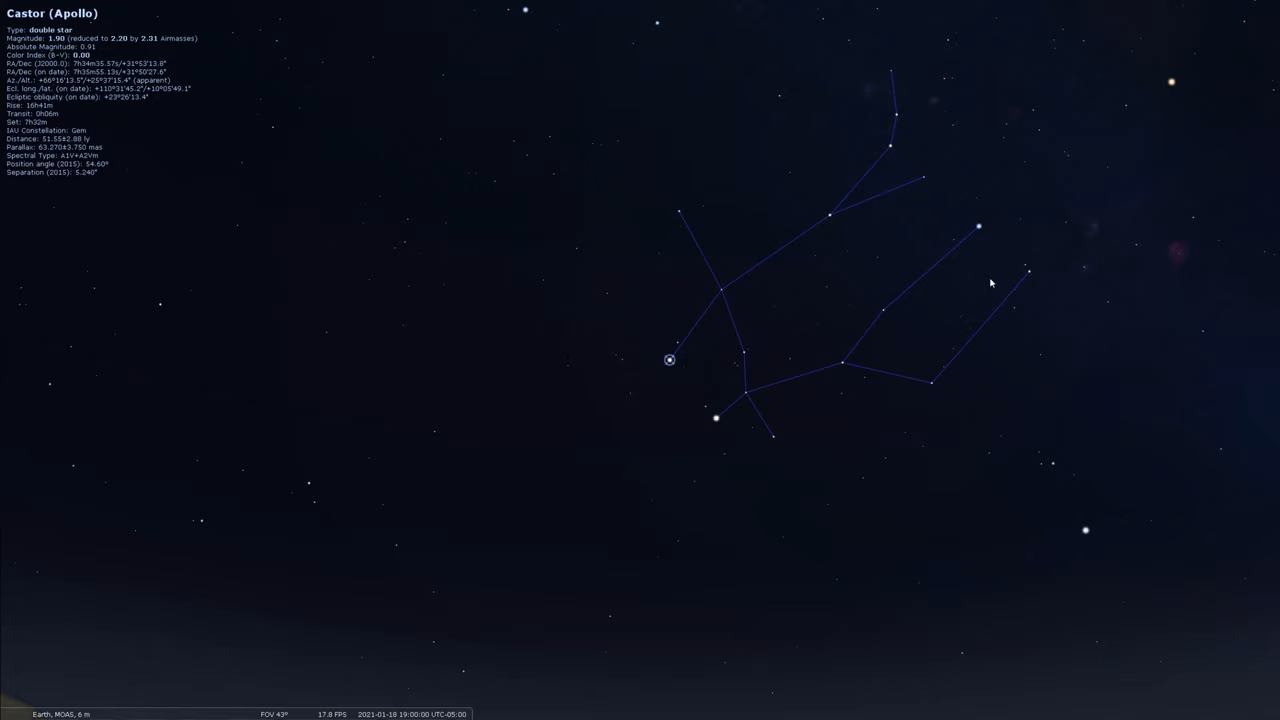 Castor (Apollo)
Type: double star
Magnitude: 1.90 (reduced to 2.20 by 2.31 Airmasses)
Absolute Magnitude: 0.91
Color Index (B-V): 0.00
RA/Dec (J2000.0): 7h34m35.57s/+31°53'13.8"
RA/Dec (on date): 7h35m55.13s/+31°50'27.6"
Az./Alt.: +66°16'13.5"/+25°37'15.4" (apparent)
Ecl. long./lat. (on date): +110°31'45.2"/+10°05'49.1"
Ecliptic obliquity (on date): +23°26'13.4"
Rise: 16h41m
Transit: 0h06m
Set: 7h32m
IAU Constellation: Gem
Distance: 51.55±2.88 ly
Parallax: 63.270±3.750 mas
Spectral Type: A1V+A2Vm
Position angle (2015): 54.60°
Separation (2015): 5.240"
Earth, MOAS, 6 m FOV 43° 17.8 FPS 2021-01-18 19:00:00 UTC-05:00